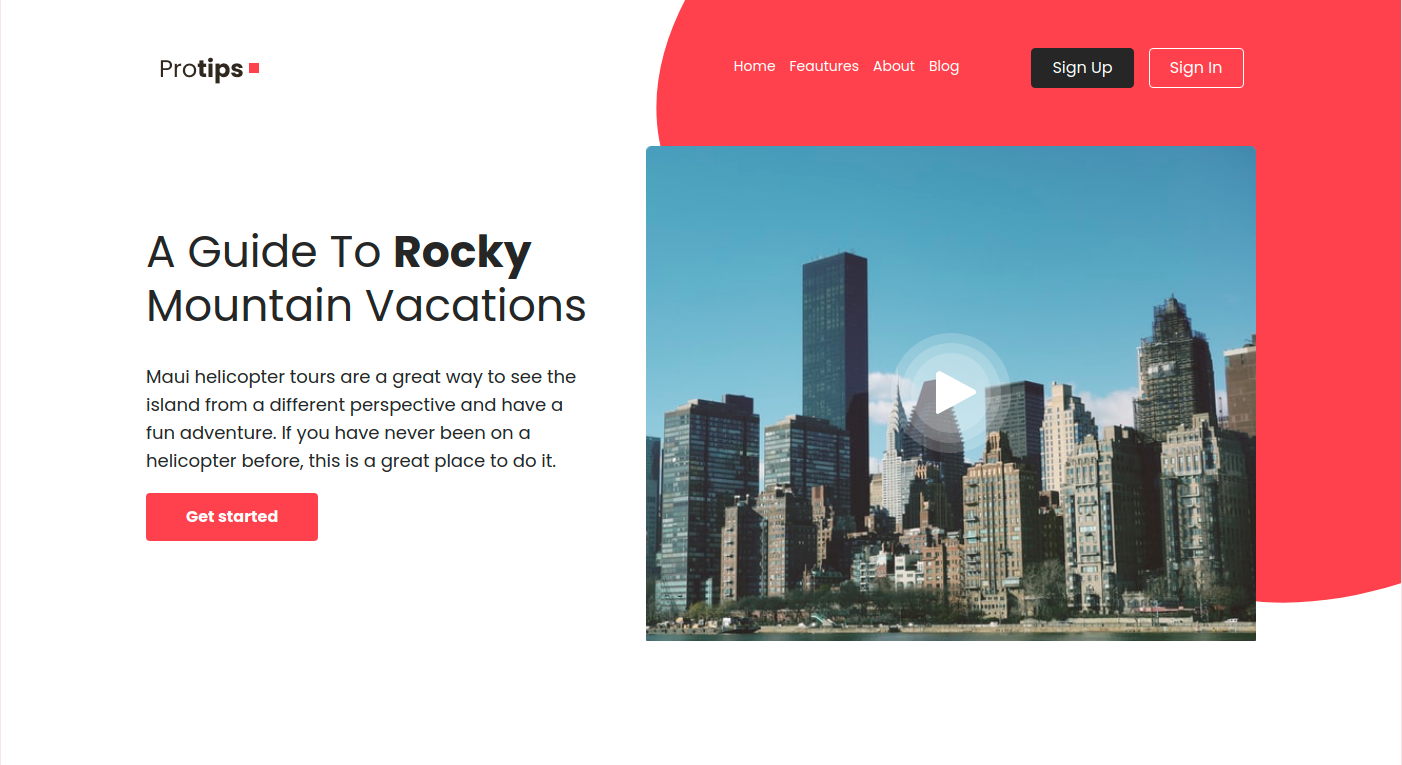 Protips
Home Feautures About Blog
Sign Up
Sign In
A Guide To Rocky
Mountain Vacations
Maui helicopter tours are a great way to see the
island from a different perspective and have a
fun adventure. If you have never been on a
helicopter before, this is a great place to do it.
Get started